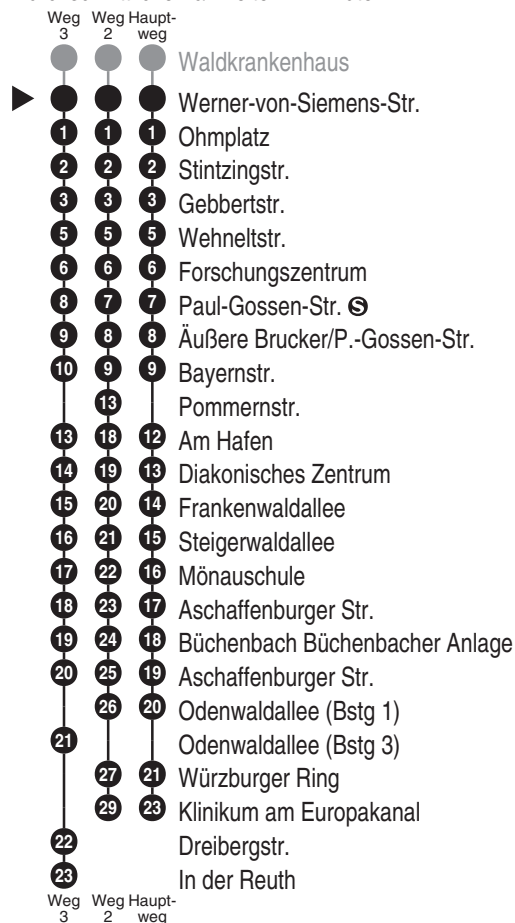 Weg Weg Haupt-
3 2 weg
Waldkrankenhaus
Werner-von-Siemens-Str.
1 1 1 Ohmplatz
2 2 2 Stintzingstr.
3 3 3 Gebbertstr.
5 5 5 Wehneltstr.
6 6 6 Forschungszentrum
8 7 7 Paul-Gossen-Str. S
9 8 8 Äußere Brucker/P.-Gossen-Str.
10 9 9 Bayernstr.
13 Pommernstr.
13 18 12 Am Hafen
14 19 13 Diakonisches Zentrum
15 20 14 Frankenwaldallee
16 21 15 Steigerwaldallee
17 22 16 Mönauschule
18 23 17 Aschaffenburger Str.
19 24 18 Büchenbach Büchenbacher Anlage
20 25 19 Aschaffenburger Str.
26 20 Odenwaldallee (Bstg 1)
21 Odenwaldallee (Bstg 3)
27 21 Würzburger Ring
29 23 Klinikum am Europakanal
22 Dreibergstr.
23 In der Reuth
Weg Weg Haupt-
3 2 weg